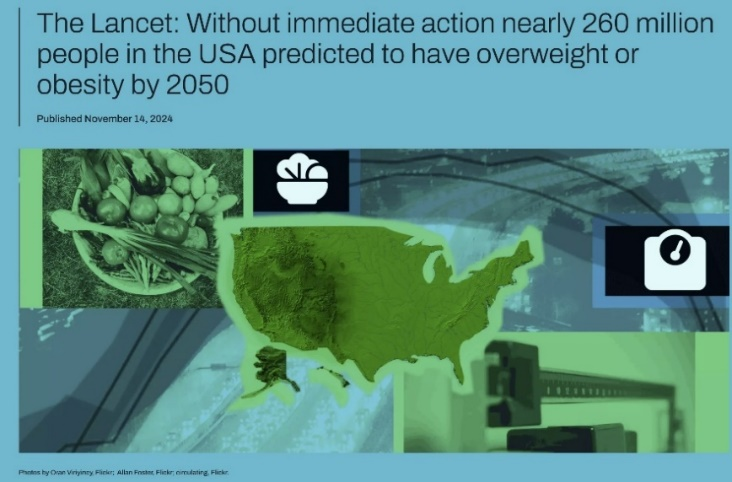 The Lancet: Without immediate action nearly 260 million
people in the USA predicted to have overweight or
obesity by 2050
Published November 14, 2024
Photos by Oran Viriyincy, Flickr; Allan Foster, Flickr; circulating, Flickr.